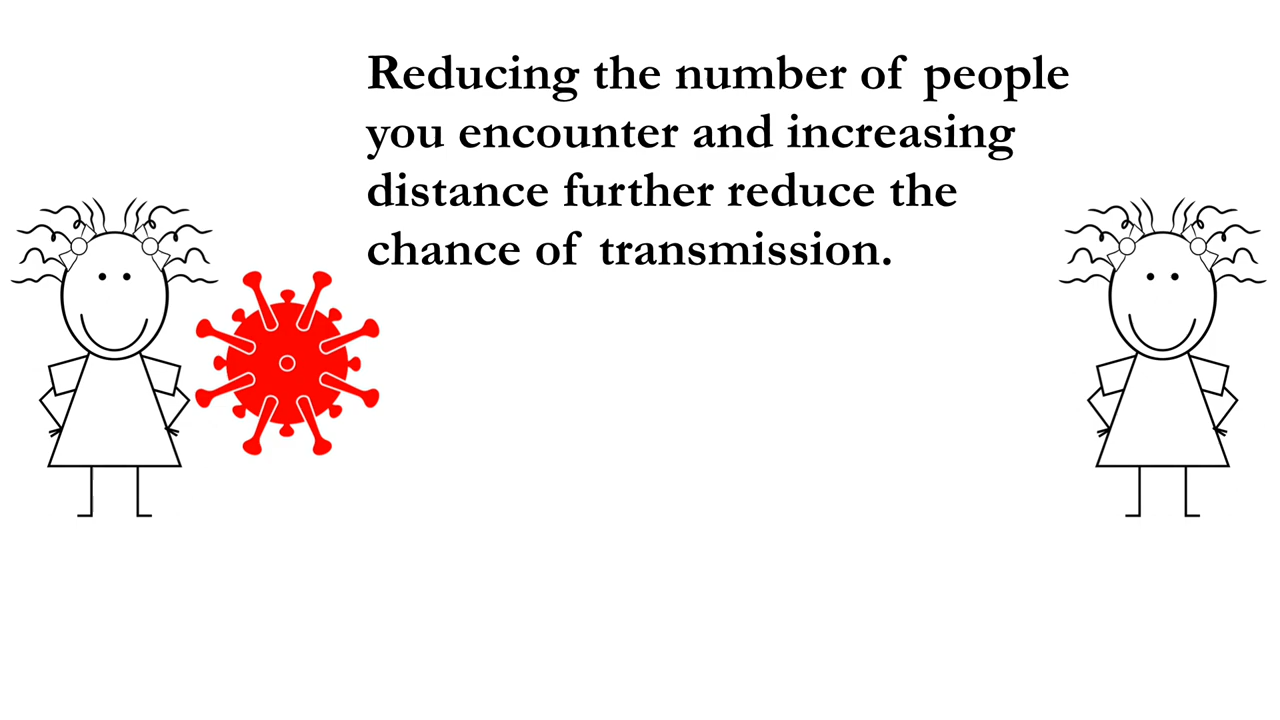 Reducing the number of people
you encounter and increasing
distance further reduce the
chance of transmission.